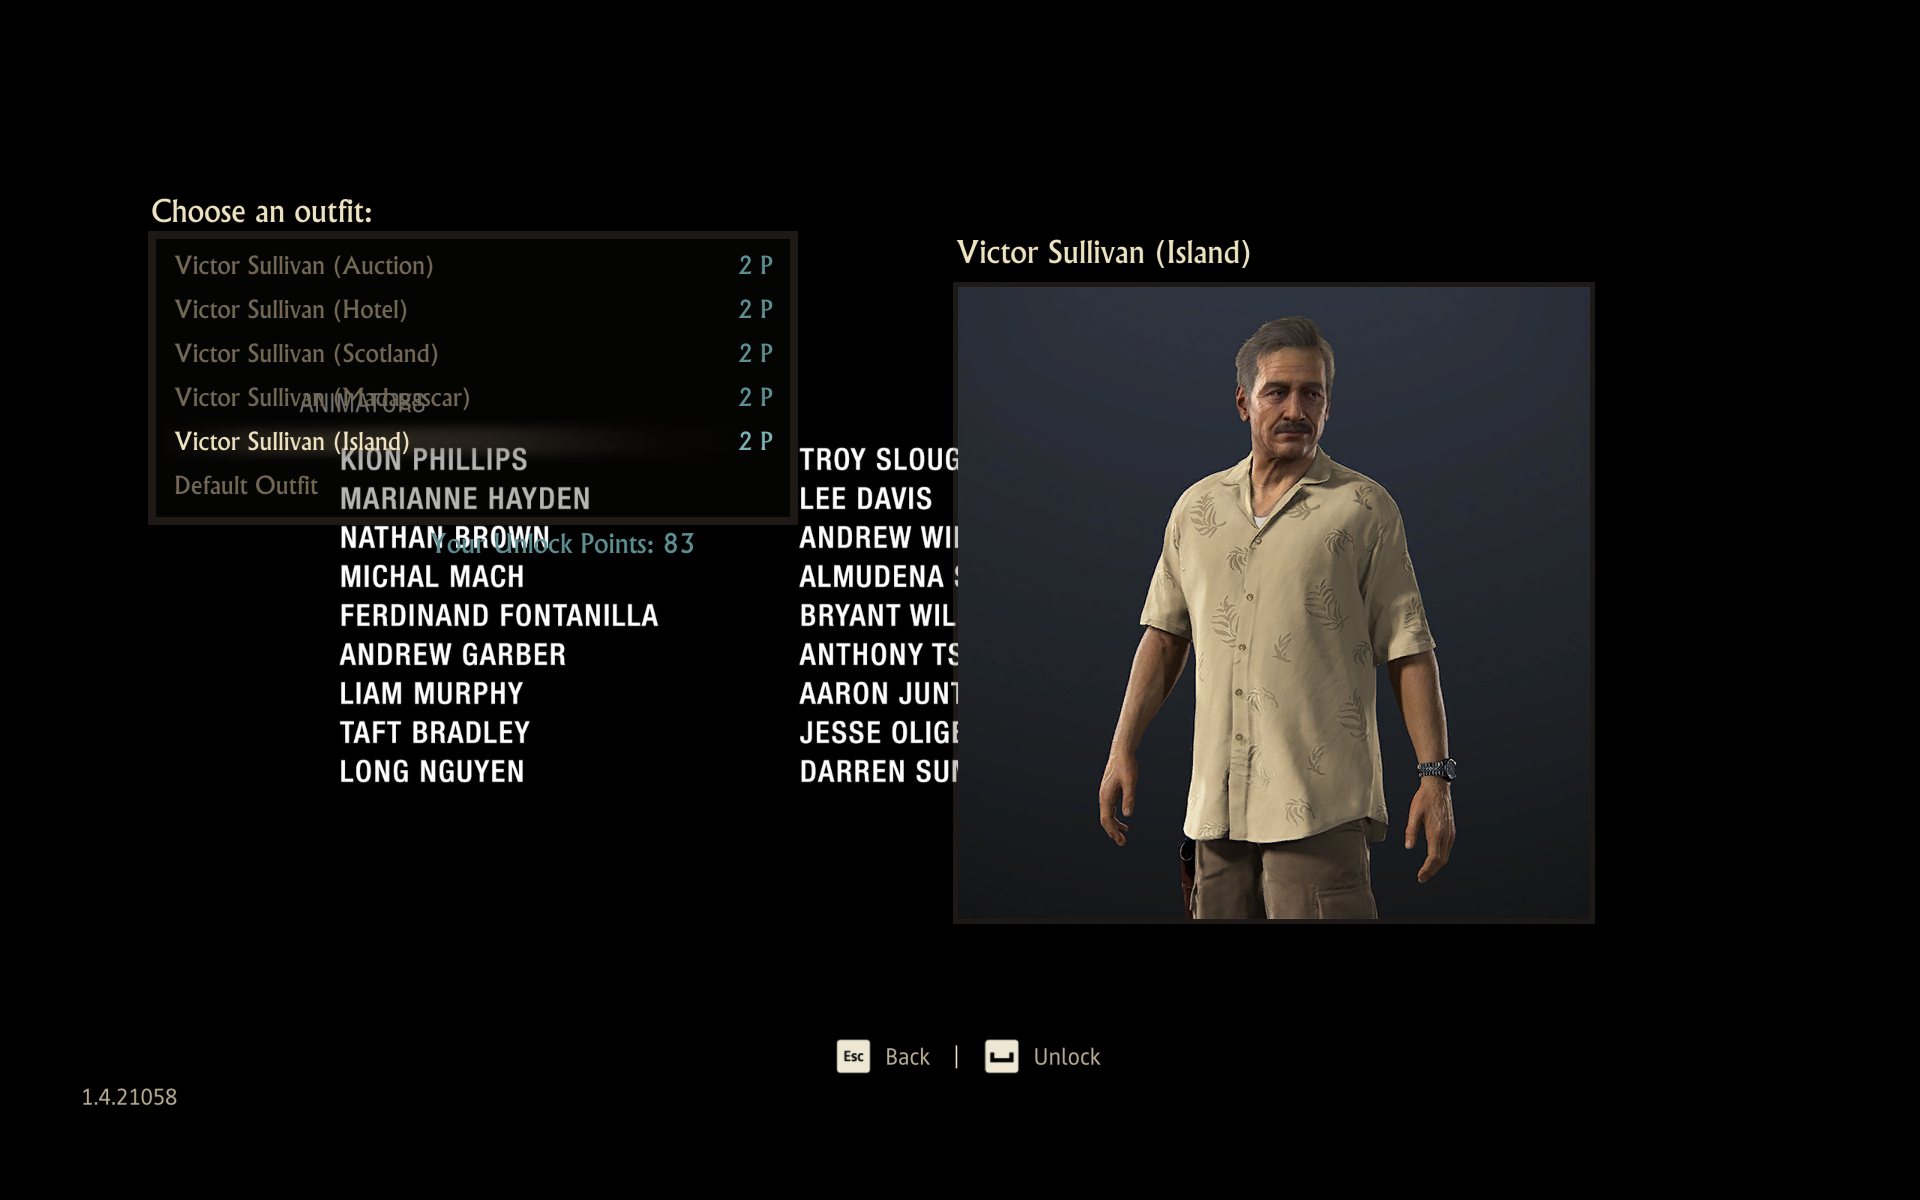 Choose an outfit:
Victor Sullivan (Auction) 2 P
Victor Sullivan (Hotel) 2 P
Victor Sullivan (Scotland) 2 P
Victor Sullivan (Madagascar) 2 P
ANIMATORS
Victor Sullivan (Island) 2 P
Default Outfit
Your Unlock Points: 83
KION PHILLIPS
MARIANNE HAYDEN
NATHAN BROWN
MICHAL MACH
FERDINAND FONTANILLA
ANDREW GARBER
LIAM MURPHY
TAFT BRADLEY
LONG NGUYEN
TROY SLOUG
LEE DAVIS
ANDREW WI
ALMUDENA
BRYANT WIL
ANTHONY TS
AARON JUNT
JESSE OLIGE
DARREN SUM
Victor Sullivan (Island)
Esc Back | Unlock
1.4.21058